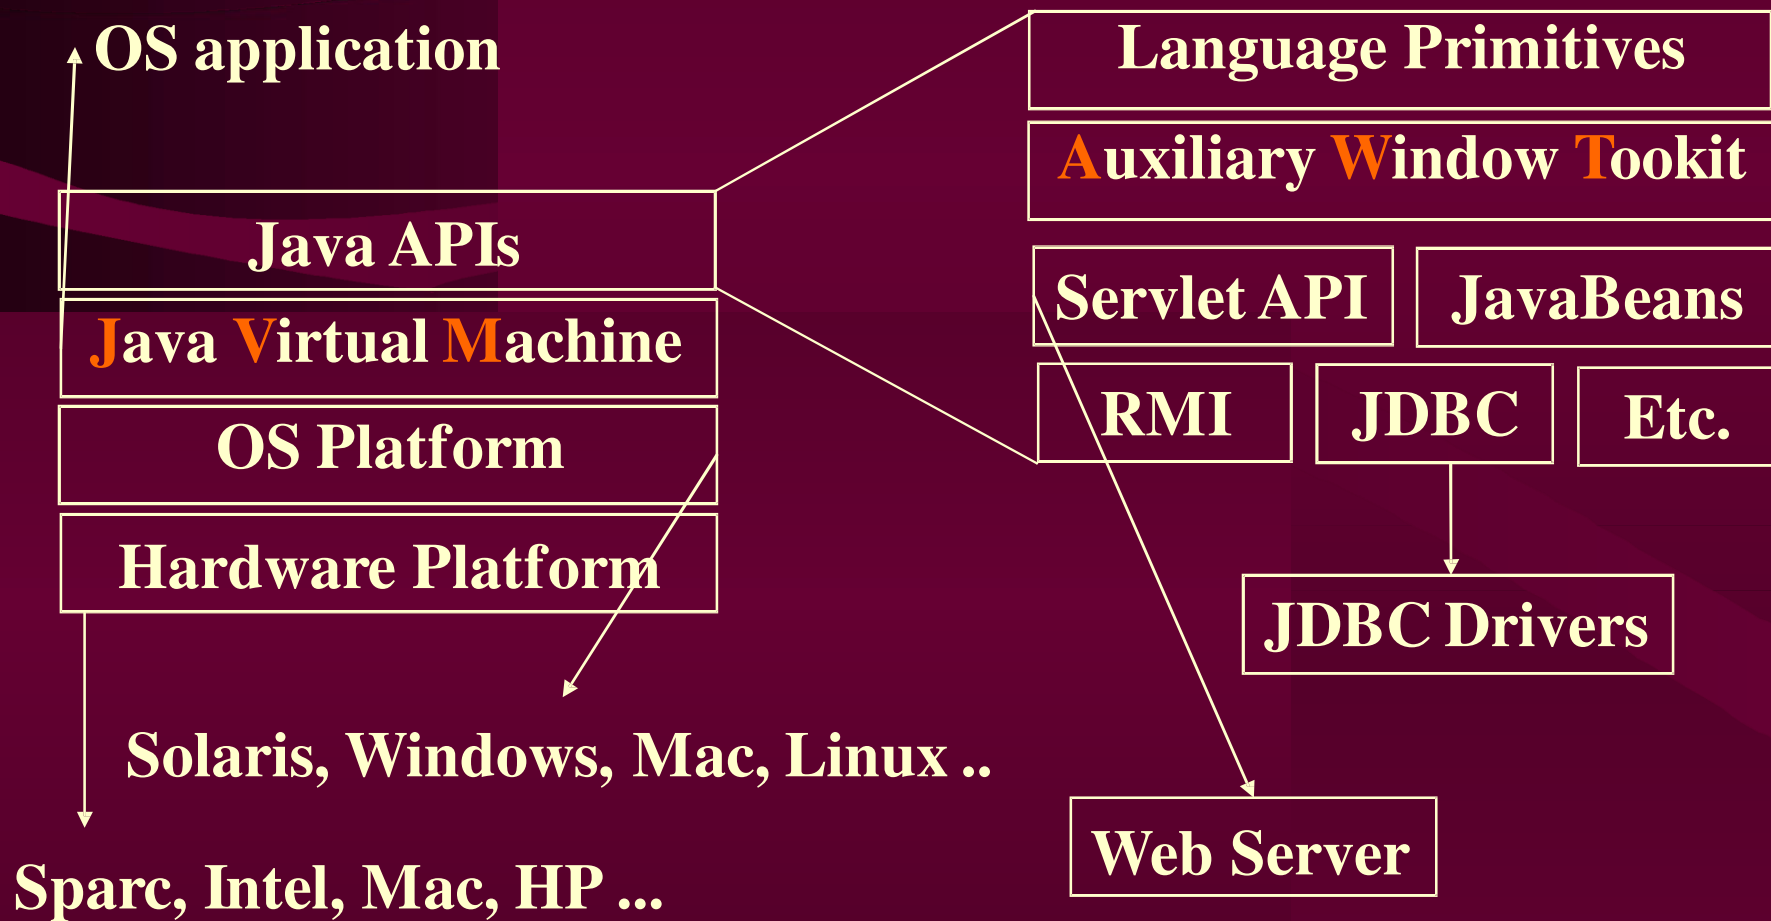 OS application
Java APIs
Java Virtual Machine
OS Platform
Hardware Platform
Solaris, Windows, Mac, Linux ..
Sparc, Intel, Mac, HP ...
Language Primitives
Auxiliary Window Tookit
Servlet API
JavaBeans
RMI
JDBC
Etc.
JDBC Drivers
Web Server